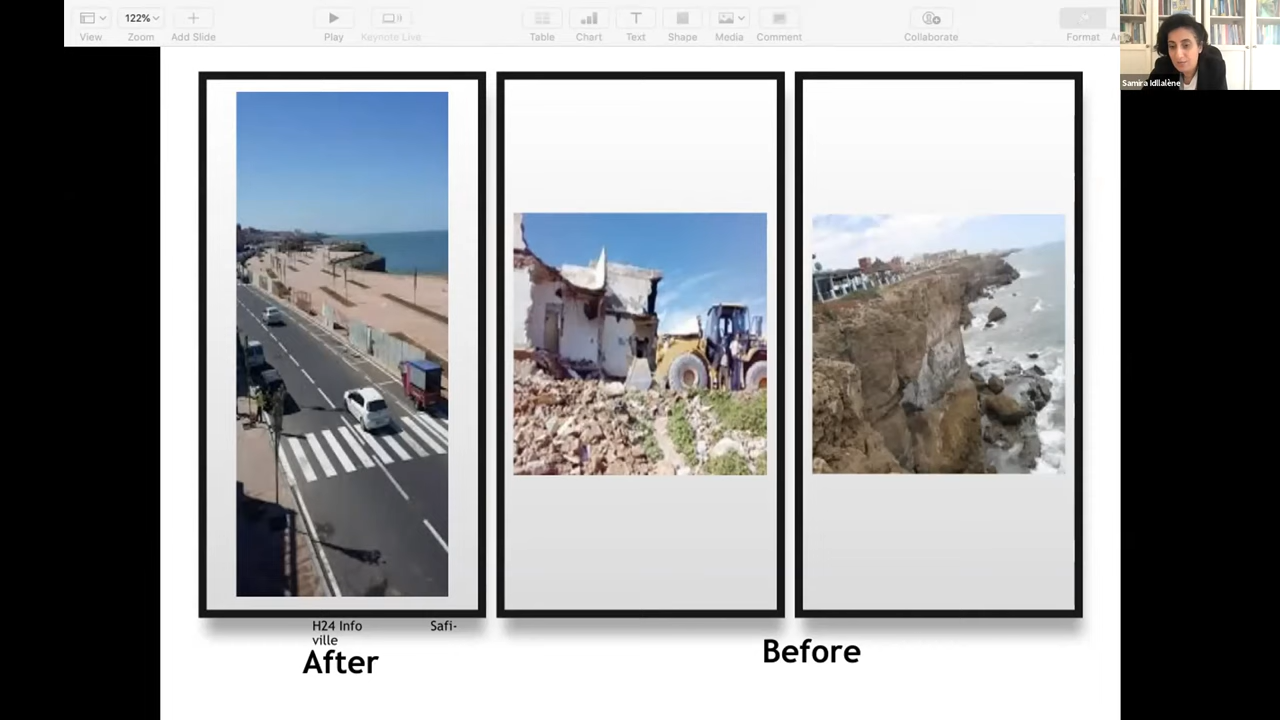 122%
View
Zoom
Add Slide
Play
Keynote Live
Table
Chart
Text
Shape
Media
Comment
Collaborate
Format
Samira Idllalène
H24 Info Safi-
ville
After
Before